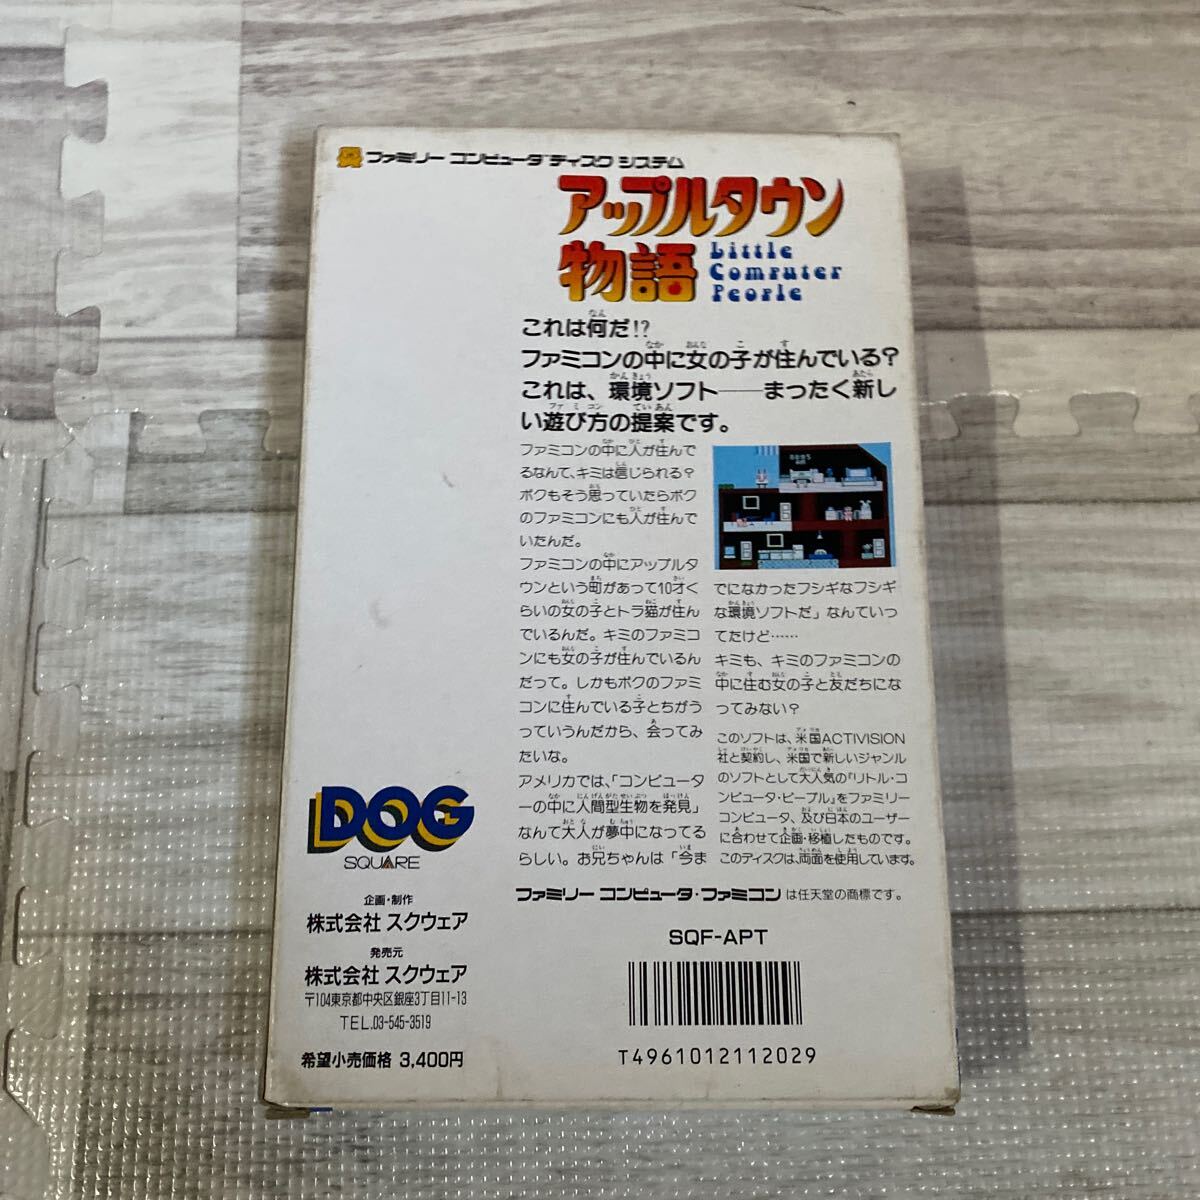 ファミリー コンピュータ ディスク システム
アップルタウン
物語
Little
Computer
People
これは何だ!?
ファミコンの中に女の子が住んでいる?
これは、環境ソフト──まったく新し
い遊び方の提案です。
ファミコンの中に人が住んで
るなんて、キミは信じられる?
ボクもそう思っていたらボク
のファミコンにも人が住んで
いたんだ。
ファミコンの中にアップルタ
ウンという町があって10才く
らいの女の子とトラ猫が住ん
でいるんだ。キミのファミコ
ンにも女の子が住んでいるん
だって。しかもボクのファミ
コンに住んでいる子とちがう
っていうんだから、会ってみ
たいな。
アメリカでは、「コンピュータ
ーの中に人間型生物を発見」
なんて大人が夢中になってる
らしい。お兄ちゃんは「今ま
でになかったフシギなフシギ
な環境ソフトだ」なんていっ
てたけど……
キミも、キミのファミコンの
中に住む女の子と友だちにな
ってみない?
このソフトは、米国ACTIVISION
社と契約し、米国で新しいジャンル
のソフトとして大人気の『リトル・コ
ンピュータ・ピープル』をファミリー
コンピュータ、及び日本のユーザー
に合わせて企画・移植したものです。
このディスクは、両面を使用しています。
ファミリー コンピュータ・ファミコン は任天堂の商標です。
DOG
SQUARE
企画・制作
株式会社 スクウェア
発売元
株式会社 スクウェア
〒104東京都中央区銀座3丁目11-13
TEL.03-545-3519
希望小売価格 3,400円
SQF-APT
T4961012112029